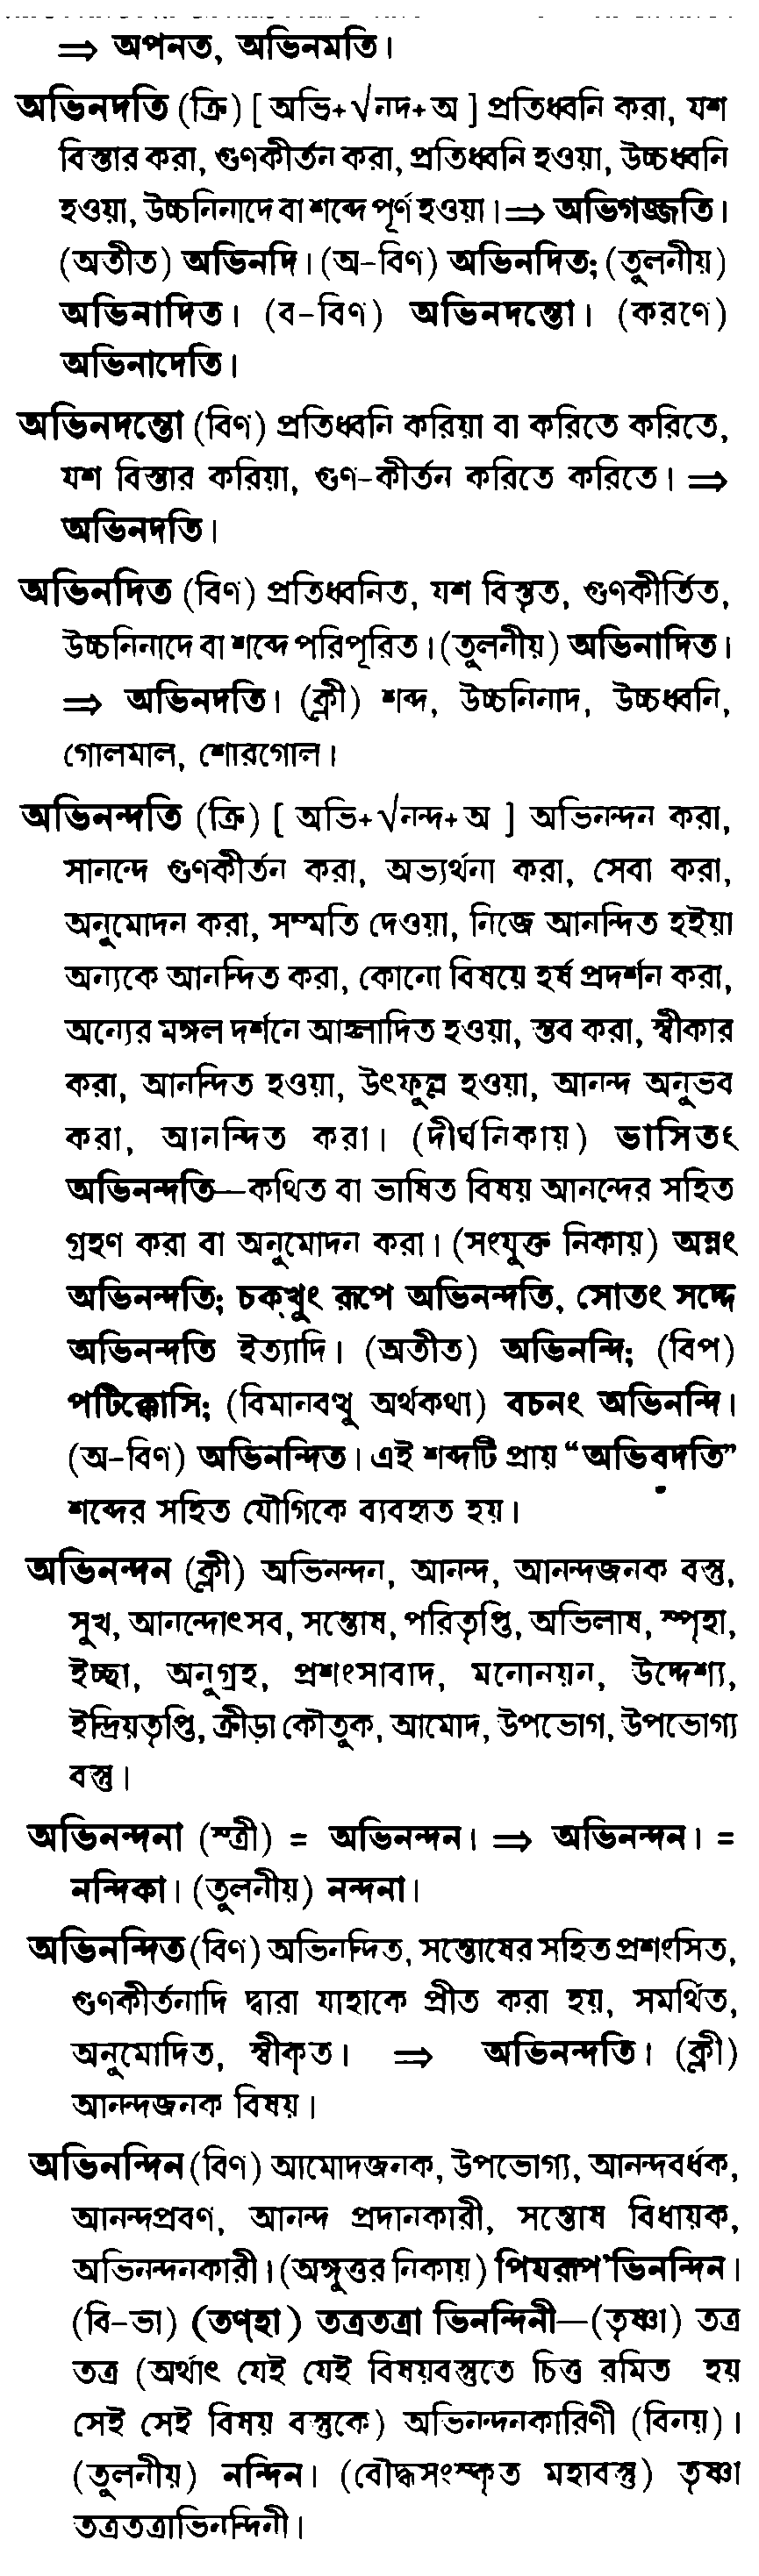 ⇒ অপনত, অভিনমতি।
অভিনদতি (ক্রি) [ অভি+√নদ+অ ] প্রতিধ্বনি করা, যশ
বিস্তার করা, গুণকীর্তন করা, প্রতিধ্বনি হওয়া, উচ্চধ্বনি
হওয়া, উচ্চনিনাদে বা শব্দে পূর্ণ হওয়া। ⇒ অভিগজ্জতি।
(অতীত) অভিনদি। (অ-বিণ) অভিনদিত; (তুলনীয়)
অভিনাদিত। (ব-বিণ) অভিনদন্তো। (করণে)
অভিনাদেতি।
অভিনদন্তো (বিণ) প্রতিধ্বনি করিয়া বা করিতে করিতে,
যশ বিস্তার করিয়া, গুণ-কীর্তন করিতে করিতে। ⇒
অভিনদতি।
অভিনদিত (বিণ) প্রতিধ্বনিত, যশ বিস্তৃত, গুণকীর্তিত,
উচ্চনিনাদে বা শব্দে পরিপূরিত। (তুলনীয়) অভিনাদিত।
⇒ অভিনদতি। (ক্লী) শব্দ, উচ্চনিনাদ, উচ্চধ্বনি,
গোলমাল, শোরগোল।
অভিনন্দতি (ক্রি) [ অভি+√নন্দ+অ ] অভিনন্দন করা,
সানন্দে গুণকীর্তন করা, অভ্যর্থনা করা, সেবা করা,
অনুমোদন করা, সম্মতি দেওয়া, নিজে আনন্দিত হইয়া
অন্যকে আনন্দিত করা, কোনো বিষয়ে হর্ষ প্রদর্শন করা,
অন্যের মঙ্গল দর্শনে আহ্লাদিত হওয়া, স্তব করা, স্বীকার
করা, আনন্দিত হওয়া, উৎফুল্ল হওয়া, আনন্দ অনুভব
করা, আনন্দিত করা। (দীর্ঘনিকায়) ভাসিতং
অভিনন্দতি—কথিত বা ভাষিত বিষয় আনন্দের সহিত
গ্রহণ করা বা অনুমোদন করা। (সংযুক্ত নিকায়) অন্নং
অভিনন্দতি; চক্খুং রূপে অভিনন্দতি, সোতং সদ্দে
অভিনন্দতি ইত্যাদি। (অতীত) অভিনন্দি; (বিপ)
পটিক্কোসি; (বিমানবত্থু অর্থকথা) বচনং অভিনন্দি।
(অ-বিণ) অভিনন্দিত। এই শব্দটি প্রায় “অভিবদতি”
শব্দের সহিত যৌগিকে ব্যবহৃত হয়।
অভিনন্দন (ক্লী) অভিনন্দন, আনন্দ, আনন্দজনক বস্তু,
সুখ, আনন্দোৎসব, সন্তোষ, পরিতৃপ্তি, অভিলাষ, স্পৃহা,
ইচ্ছা, অনুগ্রহ, প্রশংসাবাদ, মনোনয়ন, উদ্দেশ্য,
ইন্দ্রিয়তৃপ্তি, ক্রীড়া কৌতুক, আমোদ, উপভোগ, উপভোগ্য
বস্তু।
অভিনন্দনা (স্ত্রী) = অভিনন্দন। ⇒ অভিনন্দন। =
নন্দিকা। (তুলনীয়) নন্দনা।
অভিনন্দিত (বিণ) অভিনন্দিত, সন্তোষের সহিত প্রশংসিত,
গুণকীর্তনাদি দ্বারা যাহাকে প্রীত করা হয়, সমর্থিত,
অনুমোদিত, স্বীকৃত। ⇒ অভিনন্দতি। (ক্লী)
আনন্দজনক বিষয়।
অভিনন্দিন (বিণ) আমোদজনক, উপভোগ্য, আনন্দবর্ধক,
আনন্দপ্রবণ, আনন্দ প্রদানকারী, সন্তোষ বিধায়ক,
অভিনন্দনকারী। (অঙ্গুত্তর নিকায়) পিযরূপ’ভিনন্দিন।
(বি-ভা) (তণ্হা) তত্রতত্রা ভিনন্দিনী—(তৃষ্ণা) তত্র
তত্র (অর্থাৎ যেই যেই বিষয়বস্তুতে চিত্ত রমিত হয়
সেই সেই বিষয় বস্তুকে) অভিনন্দনকারিণী (বিনয়)।
(তুলনীয়) নন্দিন। (বৌদ্ধসংস্কৃত মহাবস্তু) তৃষ্ণা
তত্রতত্রাভিনন্দিনী।